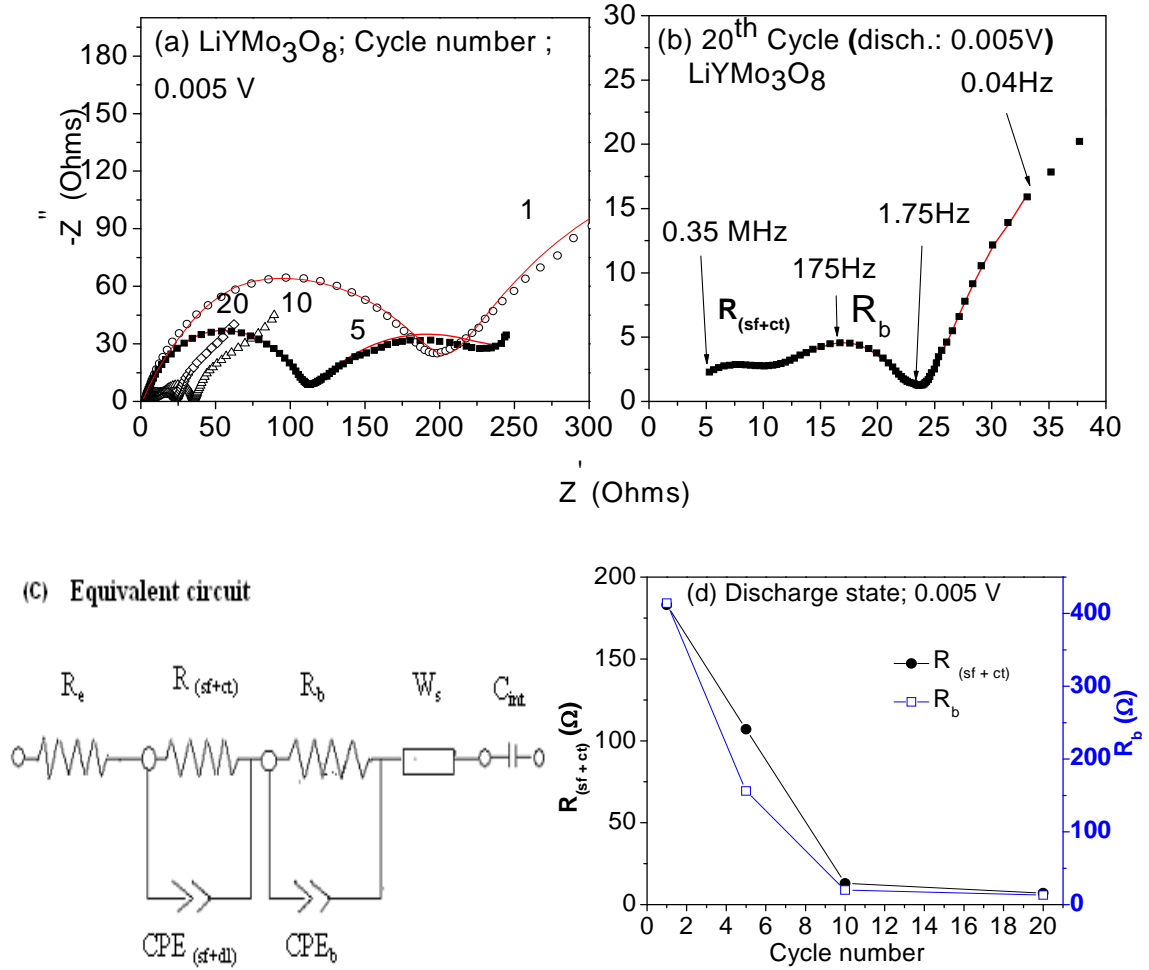 (a) LiYMo3O8; Cycle number ;
0.005 V
180
150
120
90
60
30
0
-Z'' (Ohms)
1
20
10
5
0 50 100 150 200 250 300
(b) 20th Cycle (disch.: 0.005V)
LiYMo3O8
30
25
20
15
10
5
0
0.04Hz
1.75Hz
0.35 MHz
175Hz
R(sf+ct)
Rb
0 5 10 15 20 25 30 35 40
Z' (Ohms)
(C) Equivalent circuit
Re
R (sf+ct)
Rb
Ws
Cint
CPE (sf+dl)
CPEb
(d) Discharge state; 0.005 V
R (sf + ct)
Rb
200
150
100
50
0
R(sf + ct) (Ω)
400
300
200
100
0
Rb (Ω)
0 2 4 6 8 10 12 14 16 18 20
Cycle number